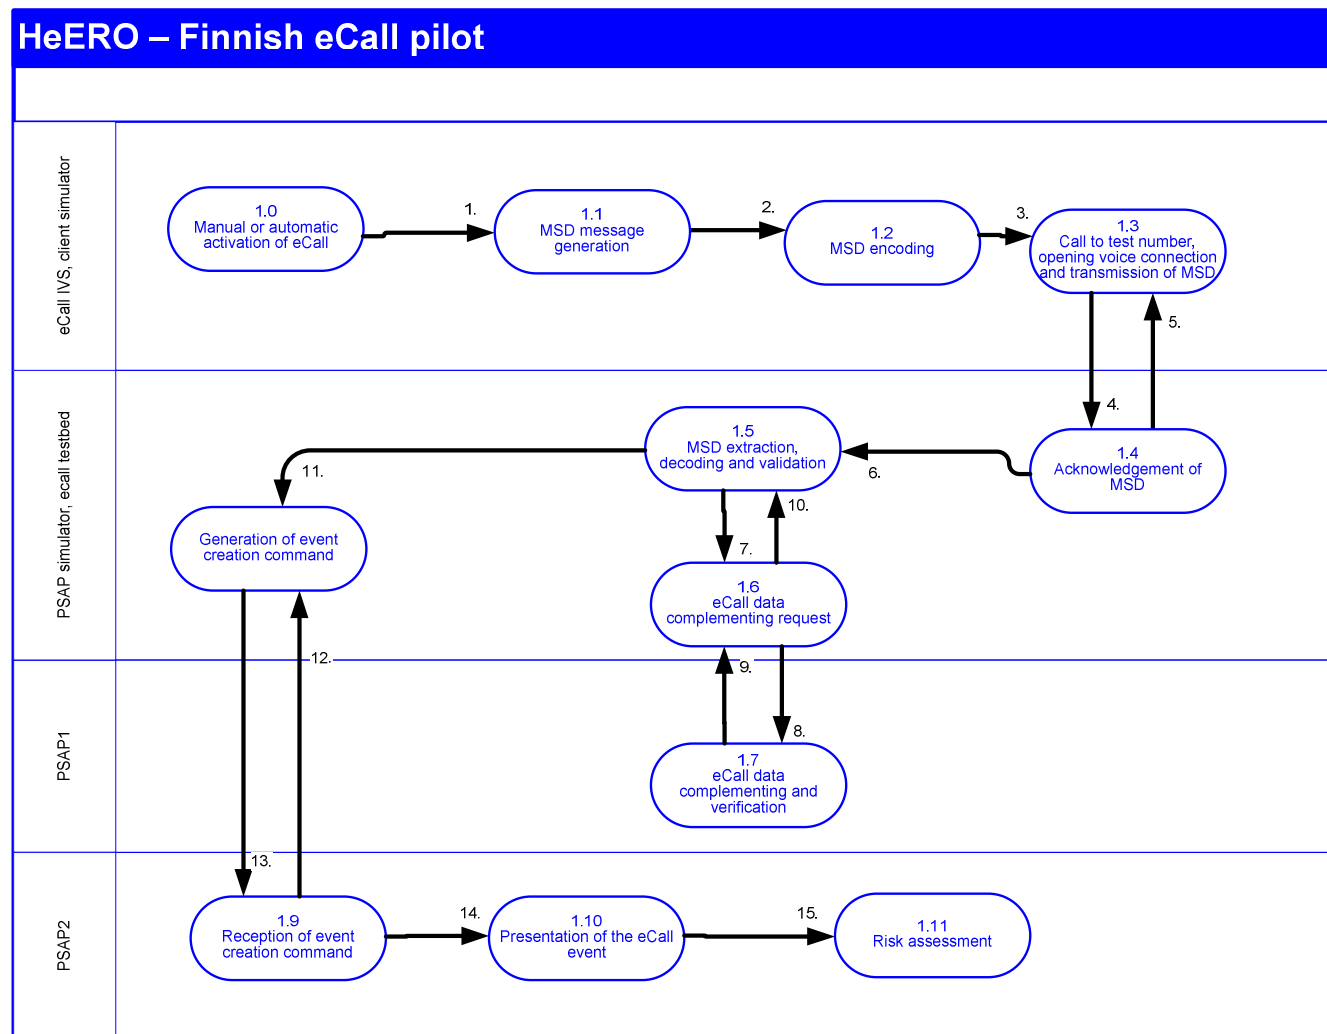 HeERO – Finnish eCall pilot
eCall IVS, client simulator
1.0
Manual or automatic
activation of eCall
1.
1.1
MSD message
generation
2.
1.2
MSD encoding
3.
1.3
Call to test number,
opening voice connection
and transmission of MSD
4.
5.
PSAP simulator, ecall testbed
1.4
Acknowledgement of
MSD
6.
1.5
MSD extraction,
decoding and validation
11.
Generation of event
creation command
7.
10.
1.6
eCall data
complementing request
12.
9.
8.
PSAP1
1.7
eCall data
complementing and
verification
13.
PSAP2
1.9
Reception of event
creation command
14.
1.10
Presentation of the eCall
event
15.
1.11
Risk assessment